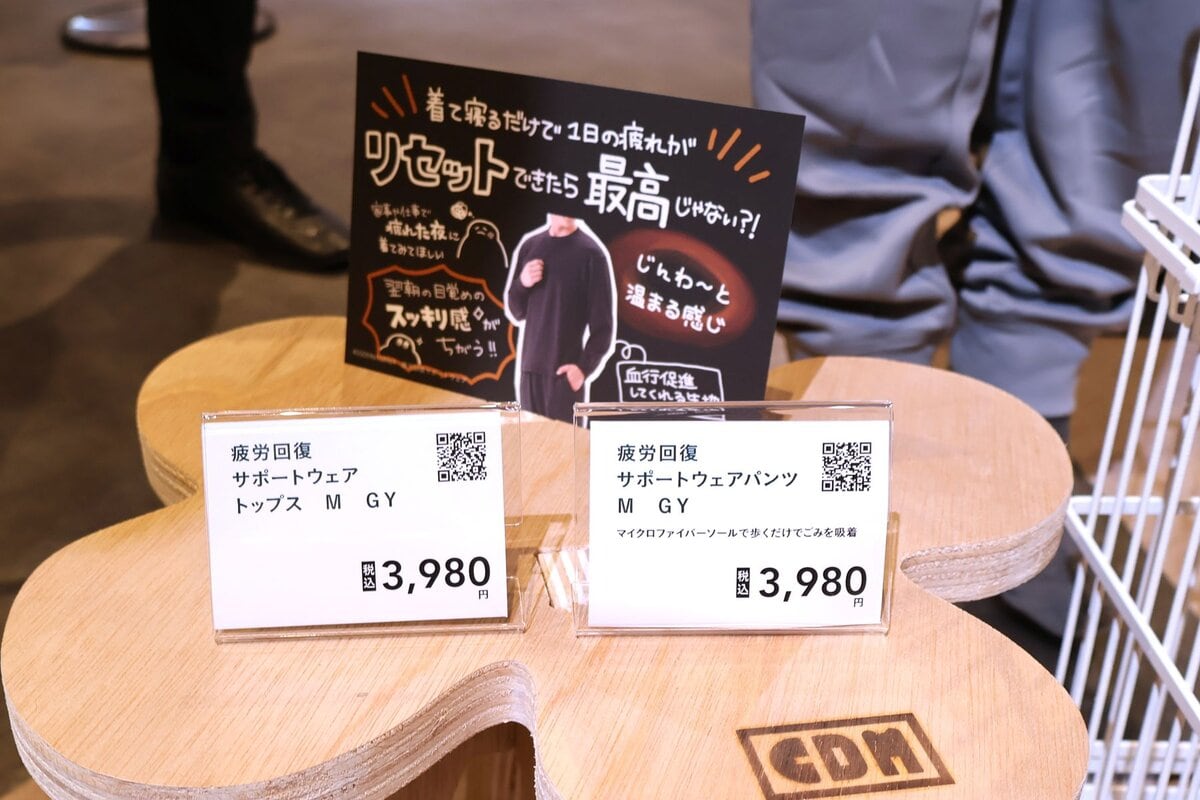 着て寝るだけで1日の疲れが
リセットできたら最高じゃない?!
家事や仕事で
疲れた夜に
着てみてほしい
翌朝の目覚めの
スッキリ感が
ちがう!!
じんわ〜と
温まる感じ
血行促進
してくれる
疲労回復
サポートウェア
トップス M GY
税込3,980円
疲労回復
サポートウェアパンツ
M GY
マイクロファイバーソールで歩くだけでごみを吸着
税込3,980円
CDM